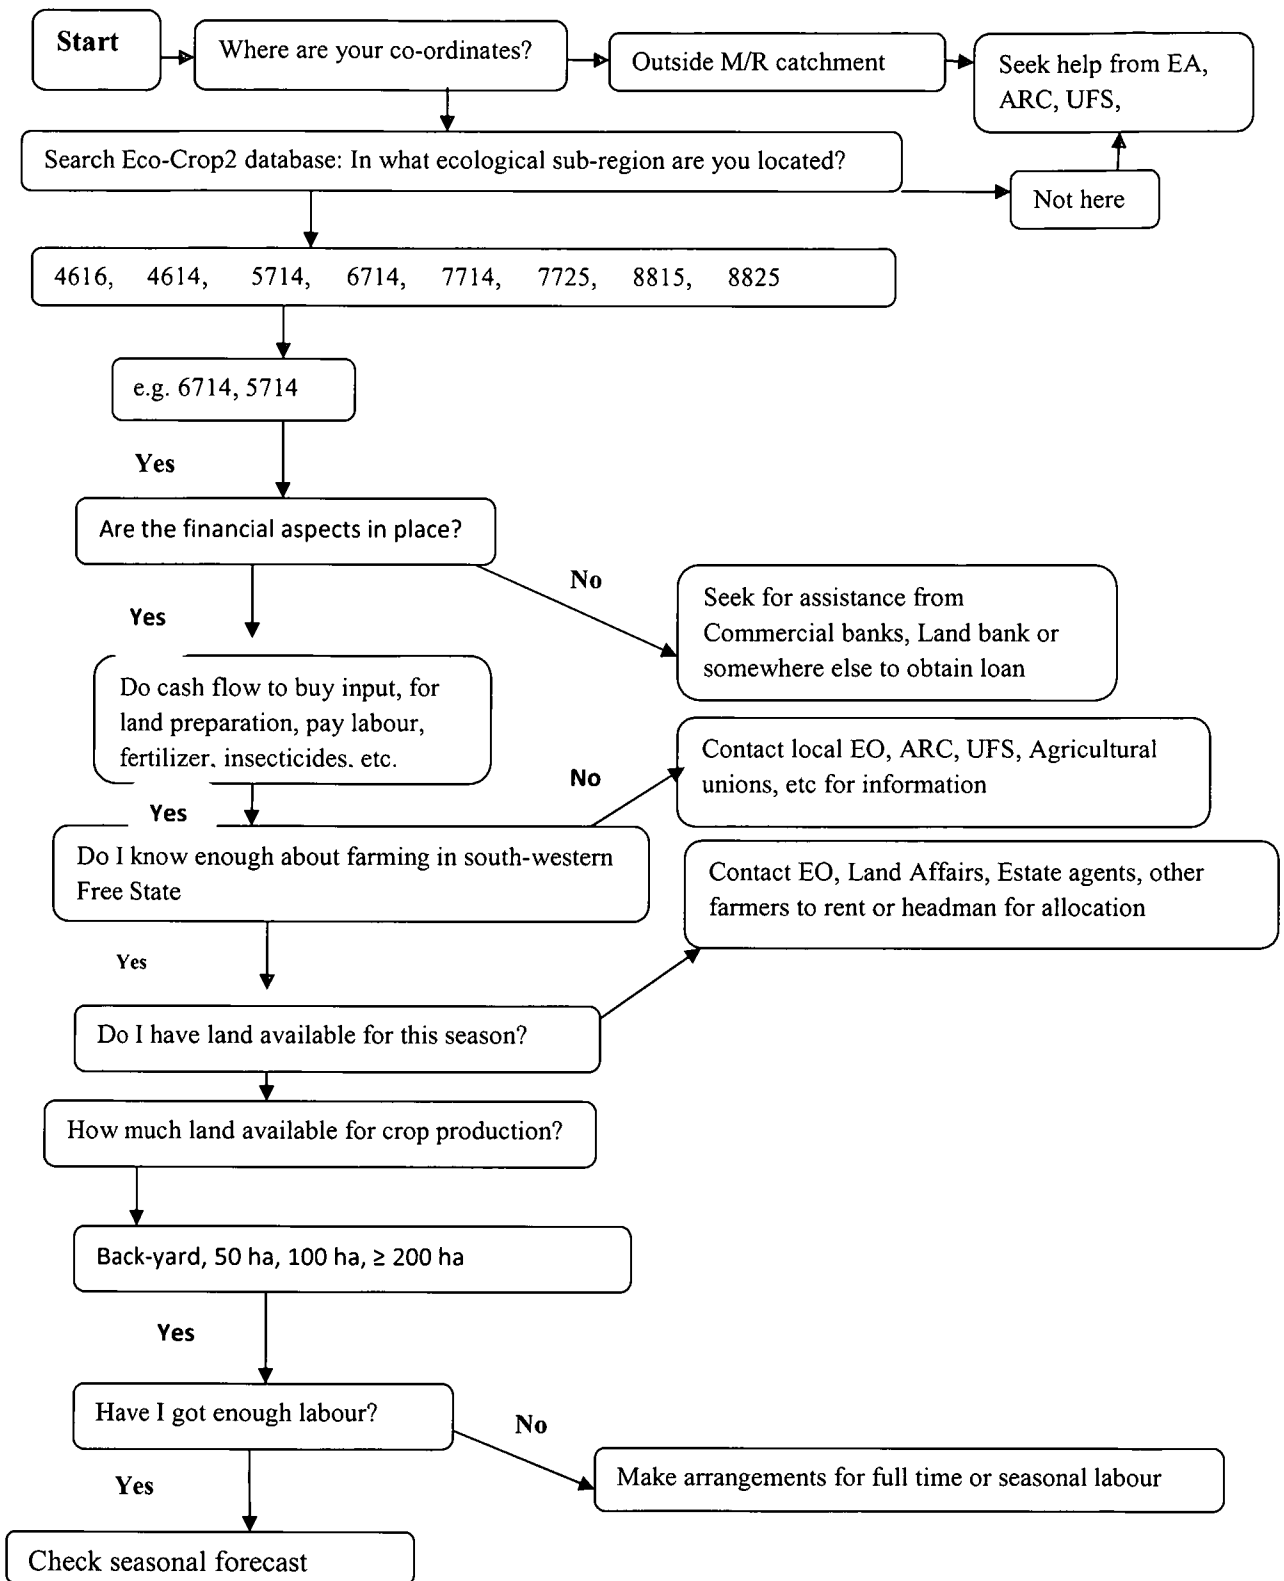 Start
Where are your co-ordinates?
Outside M/R catchment
Seek help from EA,
ARC, UFS,
Search Eco-Crop2 database: In what ecological sub-region are you located?
Not here
4616, 4614, 5714, 6714, 7714, 7725, 8815, 8825
e.g. 6714, 5714
Yes
Are the financial aspects in place?
No
Seek for assistance from
Commercial banks, Land bank or
somewhere else to obtain loan
Yes
Do cash flow to buy input, for
land preparation, pay labour,
fertilizer, insecticides, etc.
No
Contact local EO, ARC, UFS, Agricultural
unions, etc for information
Yes
Do I know enough about farming in south-western
Free State
Contact EO, Land Affairs, Estate agents, other
farmers to rent or headman for allocation
Yes
Do I have land available for this season?
How much land available for crop production?
Back-yard, 50 ha, 100 ha, ≥ 200 ha
Yes
Have I got enough labour?
No
Make arrangements for full time or seasonal labour
Yes
Check seasonal forecast